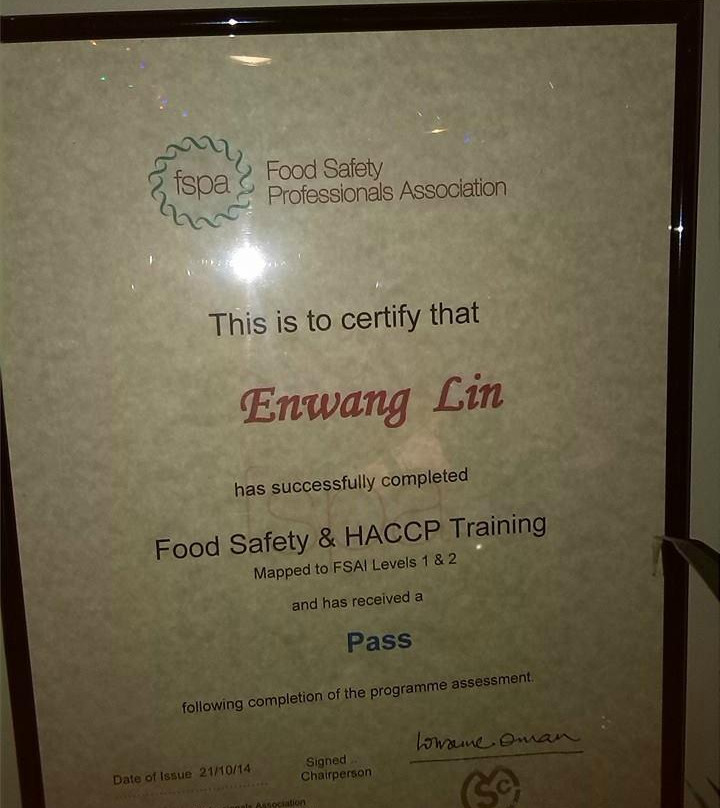 fspa
Food Safety
Professionals Association
This is to certify that
Enwang Lin
has successfully completed
Food Safety & HACCP Training
Mapped to FSAI Levels 1 & 2
and has received a
Pass
following completion of the programme assessment.
Date of Issue 21/10/14
Signed
Chairperson
Association